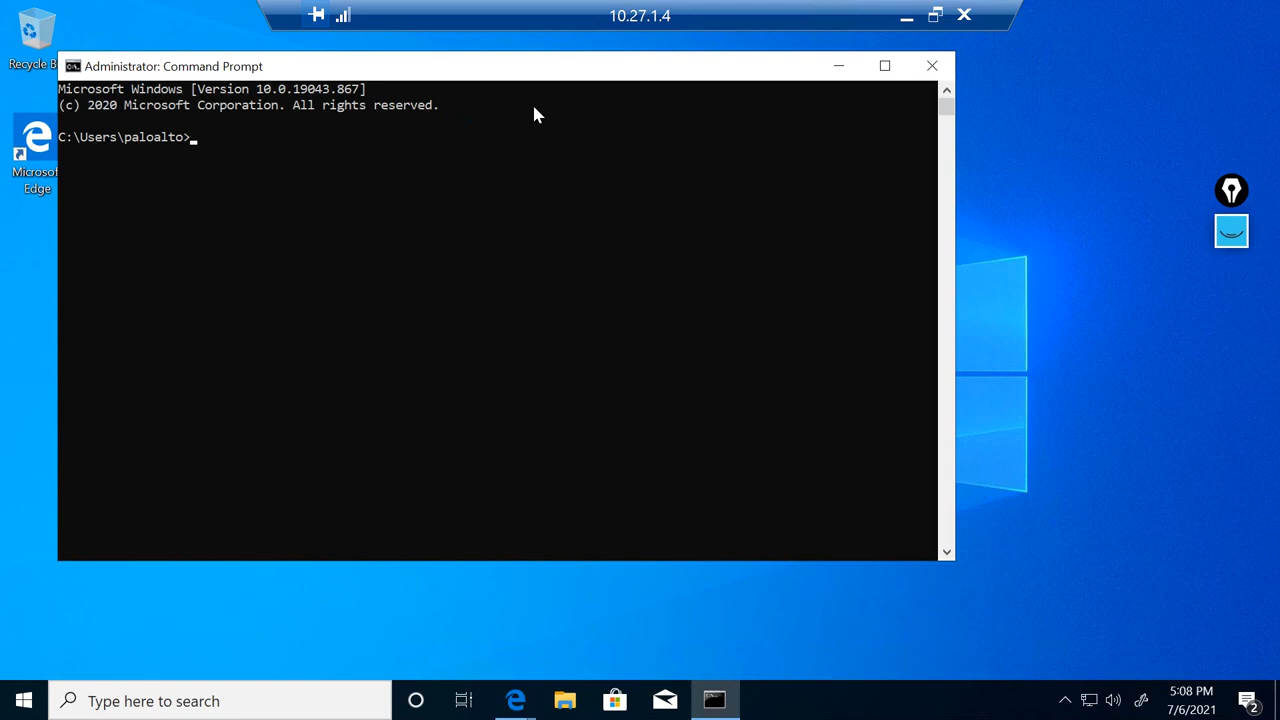 10.27.1.4
Recycle B
Administrator: Command Prompt
Microsoft Windows [Version 10.0.19043.867]
(c) 2020 Microsoft Corporation. All rights reserved.
C:\Users\paloalto>
Microsof
Edge
Type here to search
5:08 PM
7/6/2021
2